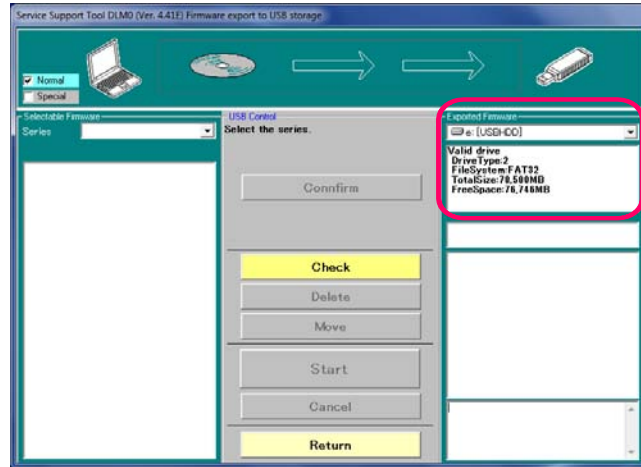 Service Support Tool DLM0 (Ver. 4.41E) Firmware export to USB storage
Normal
Special
Selectable Firmware
Series
USB Control
Select the series.
Connfirm
Check
Delete
Move
Start
Cancel
Return
Exported Firmware
e: [USBHDD]
Valid drive
DriveType:2
FileSystem:FAT32
TotalSize:78,500MB
FreeSpace:76,746MB